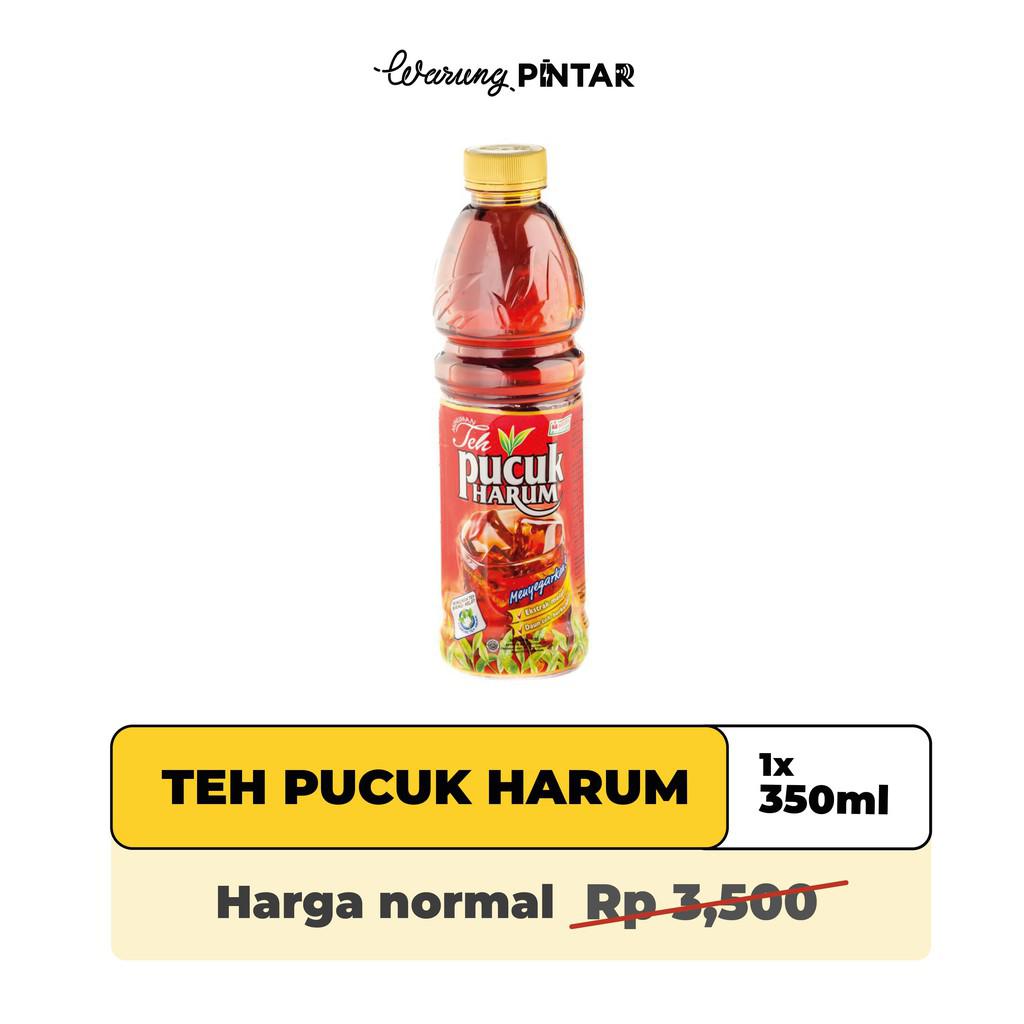 Warung PINTAR
Teh
pucuk
HARUM
Menyegarkan!
TEH PUCUK HARUM
1x
350ml
Harga normal Rp 3,500